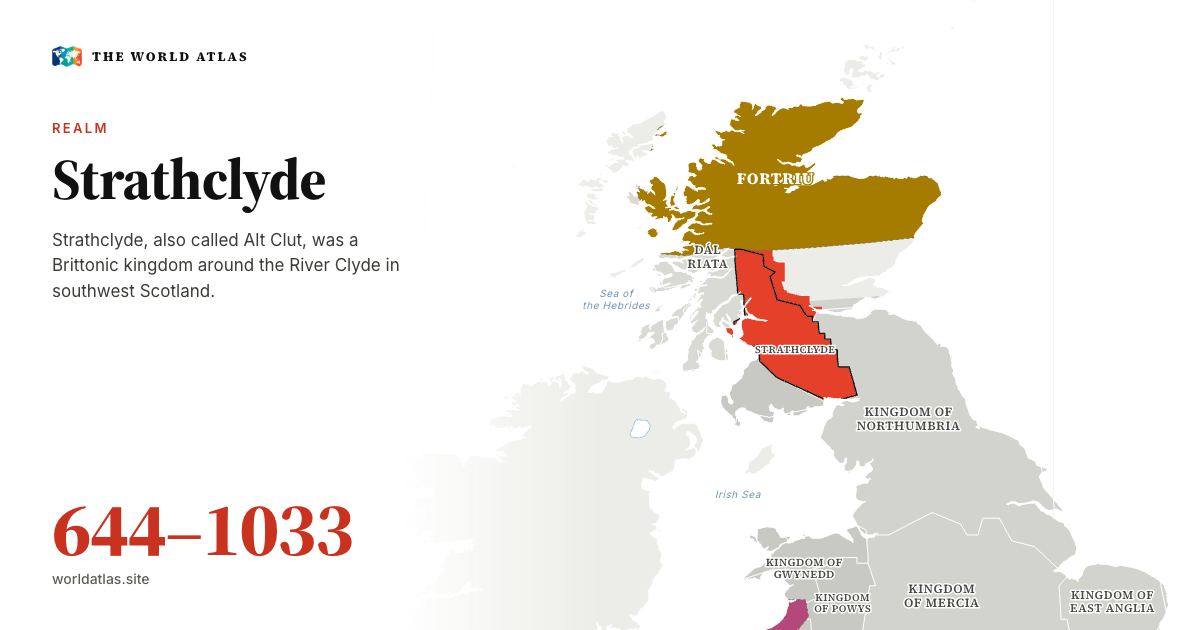 THE WORLD ATLAS
REALM
Strathclyde
Strathclyde, also called Alt Clut, was a
Brittonic kingdom around the River Clyde in
southwest Scotland.
644–1033
worldatlas.site
FORTRIU
DÁL
RIATA
Sea of
the Hebrides
STRATHCLYDE
KINGDOM OF
NORTHUMBRIA
Irish Sea
KINGDOM OF
GWYNEDD
KINGDOM
OF POWYS
KINGDOM
OF MERCIA
KINGDOM OF
EAST ANGLIA